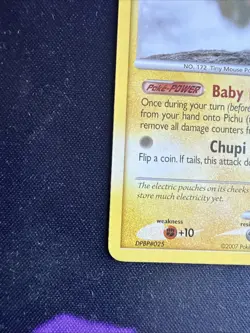 NO. 172 Tiny Mouse P
Poké-POWER Baby
Once during your turn (before
from your hand onto Pichu (
remove all damage counters fr
Chupi
Flip a coin. If tails, this attack d
The electric pouches on its cheeks
store much electricity yet.
weakness
+10
resi
DPBP#025
©2007 Poké